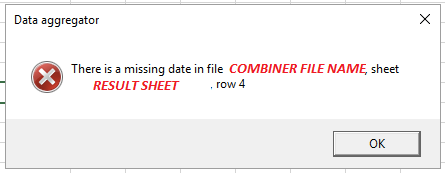 Data aggregator
There is a missing date in file COMBINER FILE NAME, sheet
RESULT SHEET , row 4
OK